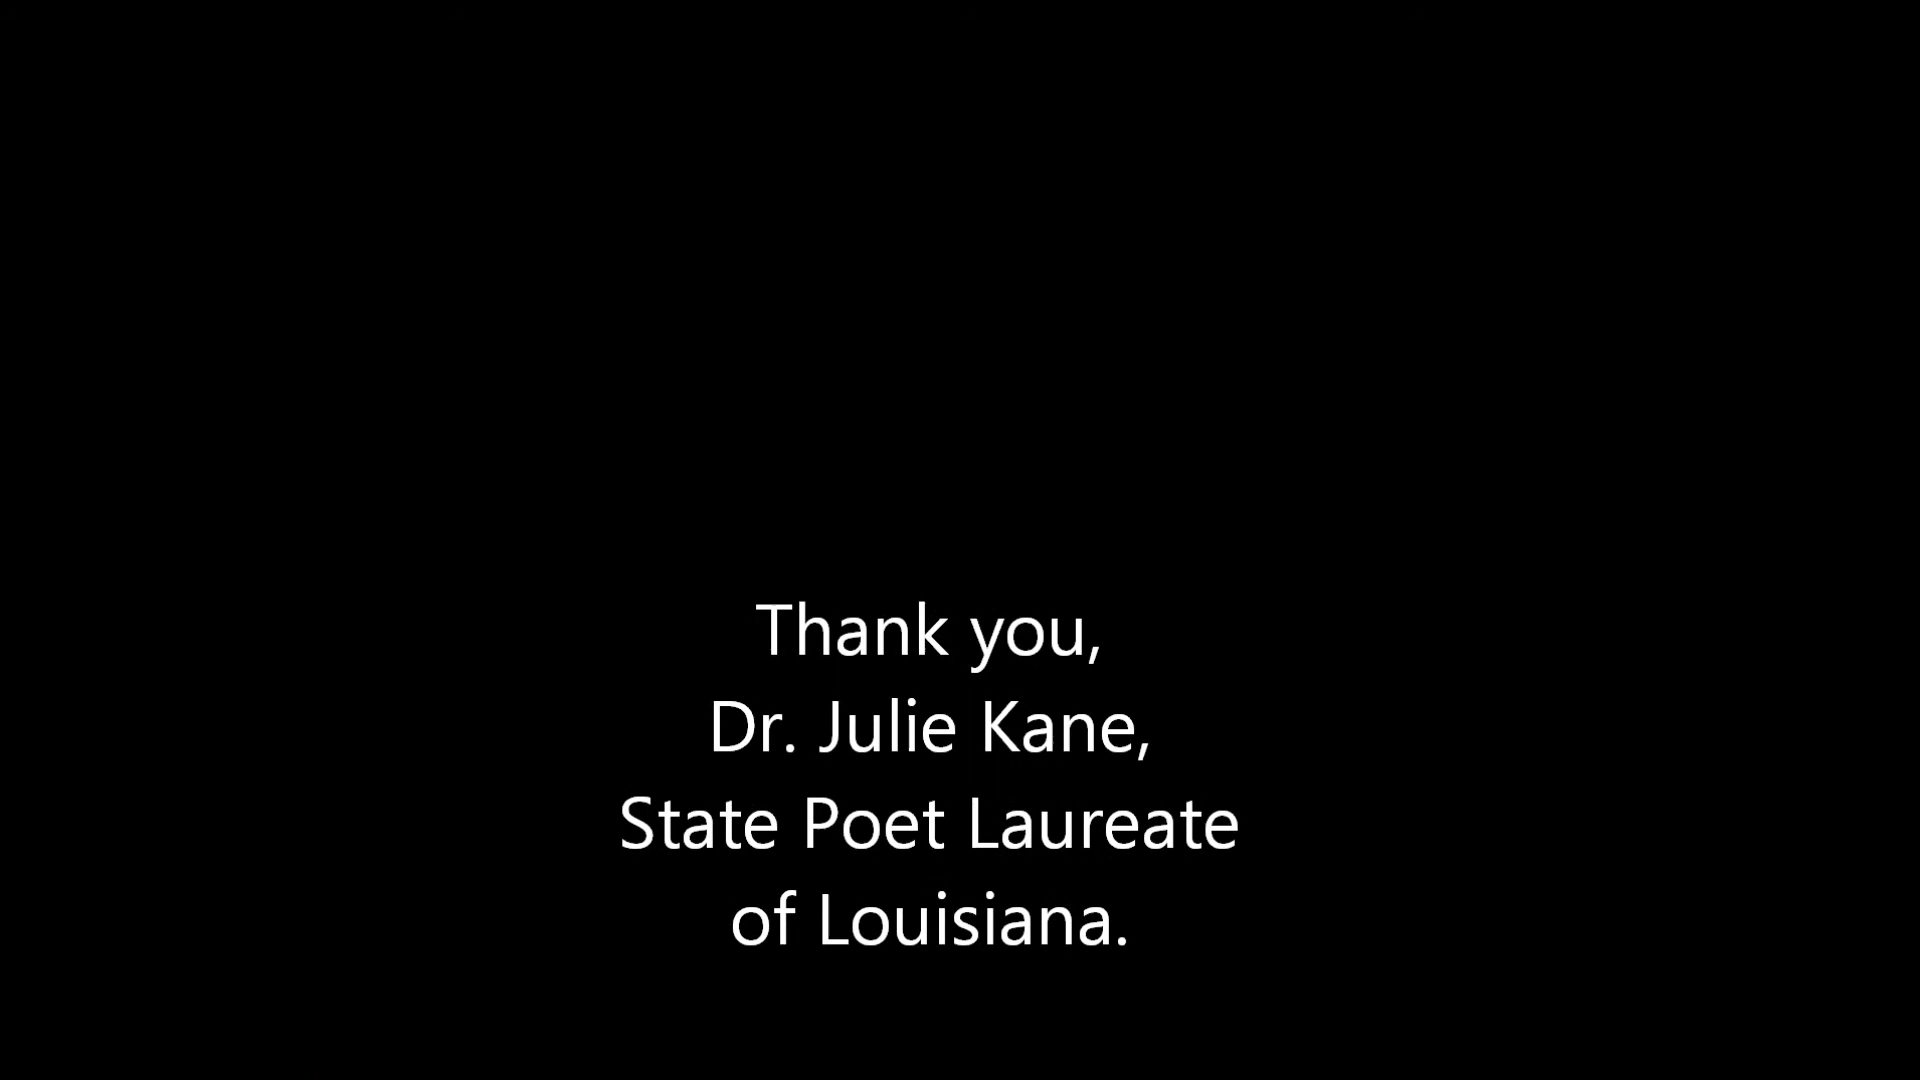 Thank you,
Dr. Julie Kane,
State Poet Laureate
of Louisiana.